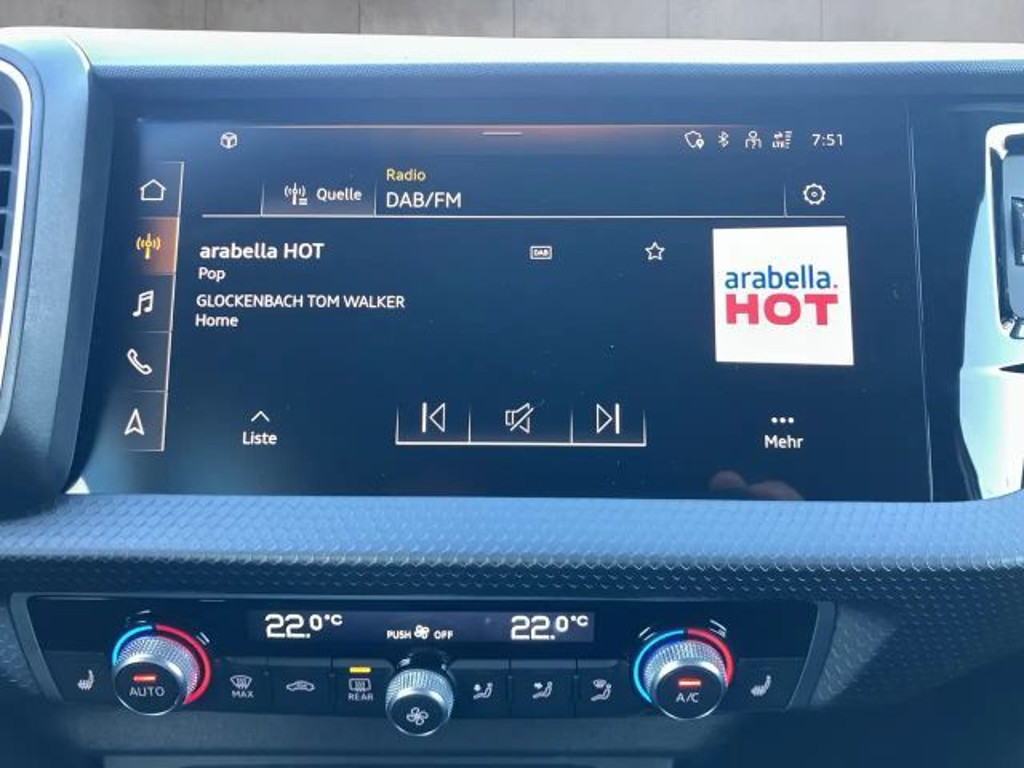 LTE 7:51
Radio
Quelle DAB/FM
arabella HOT DAB
Pop
GLOCKENBACH TOM WALKER
Home
arabella.
HOT
Liste
Mehr
22.0°C PUSH OFF 22.0°C
AUTO MAX REAR A/C